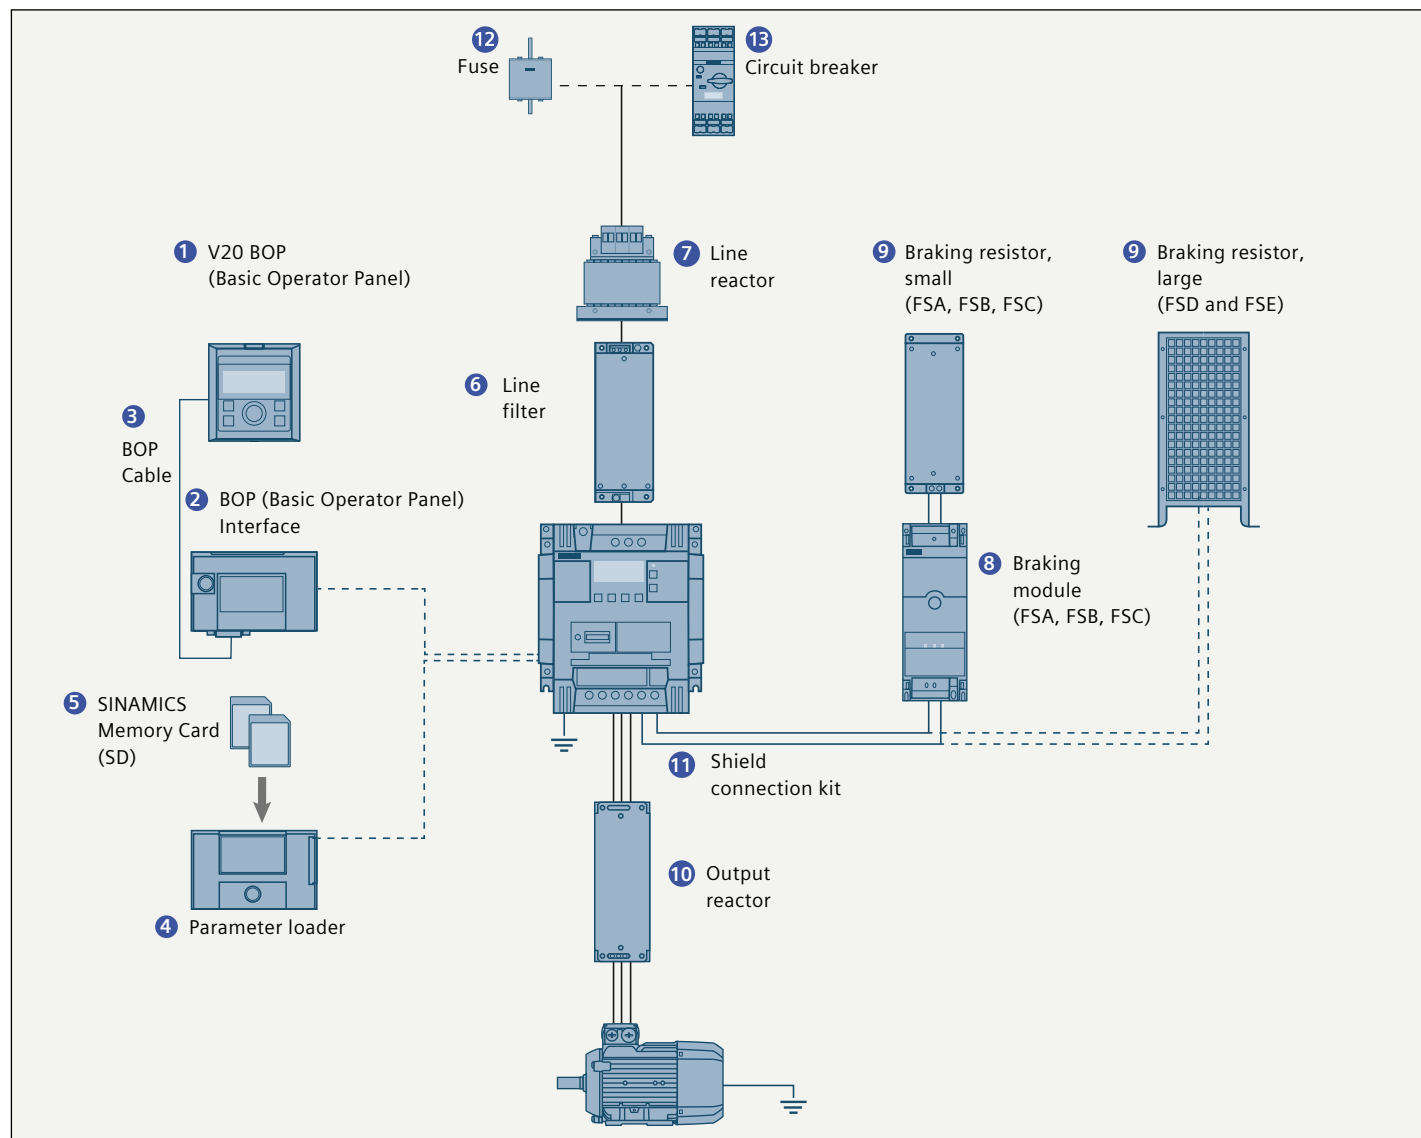 12
Fuse
13
Circuit breaker
1 V20 BOP
(Basic Operator Panel)
7 Line
reactor
9 Braking resistor,
small
(FSA, FSB, FSC)
9 Braking resistor,
large
(FSD and FSE)
6 Line
filter
3
BOP
Cable
2 BOP (Basic Operator Panel)
Interface
8 Braking
module
(FSA, FSB, FSC)
5 SINAMICS
Memory Card
(SD)
11 Shield
connection kit
10 Output
reactor
4 Parameter loader